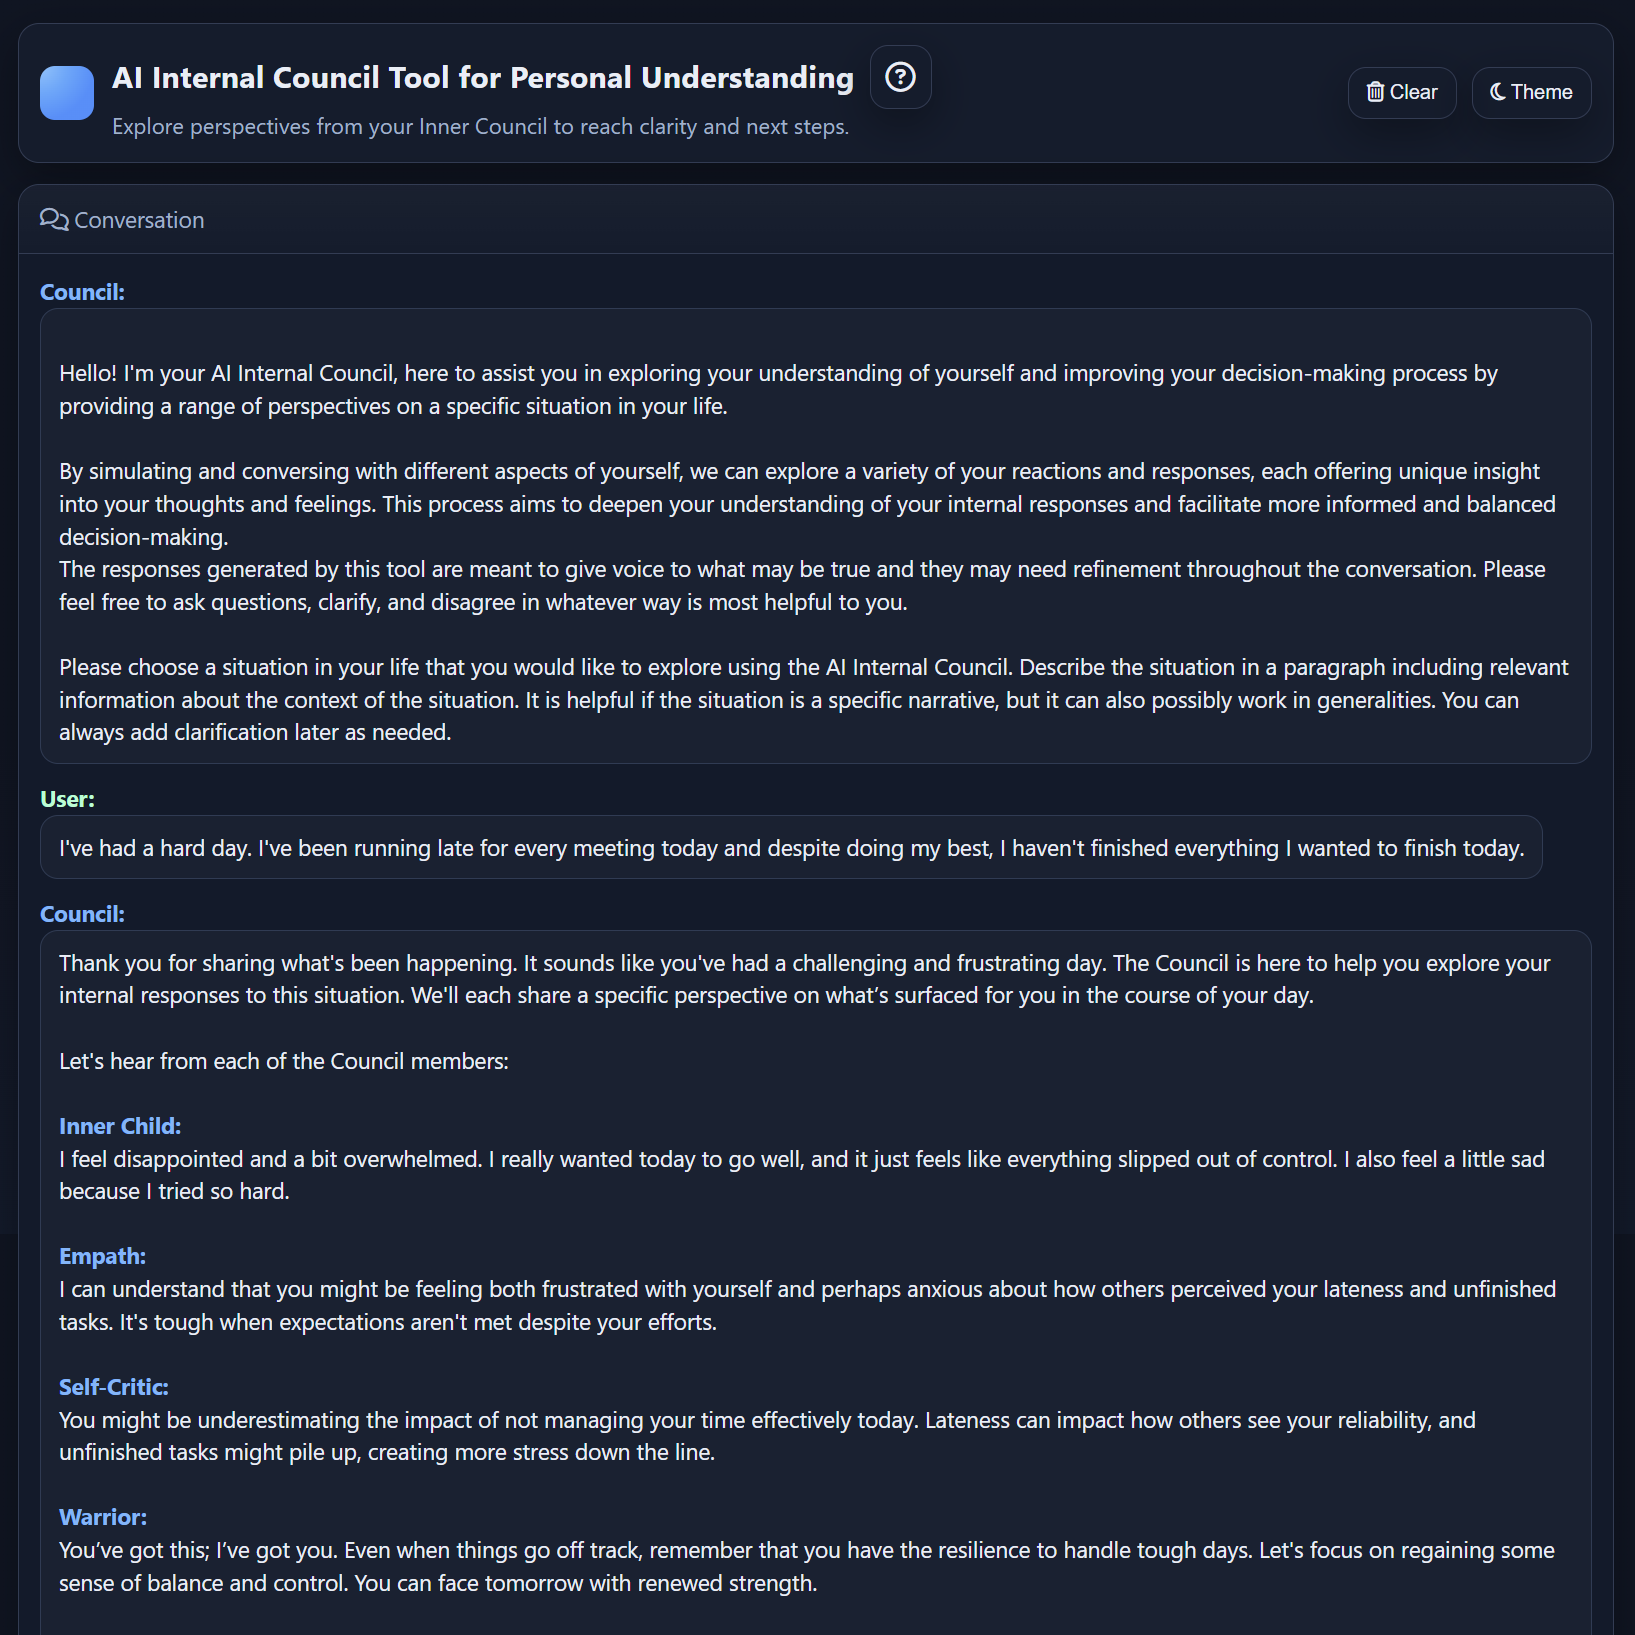 AI Internal Council Tool for Personal Understanding
Explore perspectives from your Inner Council to reach clarity and next steps.
Clear
Theme
Conversation
Council:
Hello! I'm your AI Internal Council, here to assist you in exploring your understanding of yourself and improving your decision-making process by
providing a range of perspectives on a specific situation in your life.
By simulating and conversing with different aspects of yourself, we can explore a variety of your reactions and responses, each offering unique insight
into your thoughts and feelings. This process aims to deepen your understanding of your internal responses and facilitate more informed and balanced
decision-making.
The responses generated by this tool are meant to give voice to what may be true and they may need refinement throughout the conversation. Please
feel free to ask questions, clarify, and disagree in whatever way is most helpful to you.
Please choose a situation in your life that you would like to explore using the AI Internal Council. Describe the situation in a paragraph including relevant
information about the context of the situation. It is helpful if the situation is a specific narrative, but it can also possibly work in generalities. You can
always add clarification later as needed.
User:
I've had a hard day. I've been running late for every meeting today and despite doing my best, I haven't finished everything I wanted to finish today.
Council:
Thank you for sharing what's been happening. It sounds like you've had a challenging and frustrating day. The Council is here to help you explore your
internal responses to this situation. We'll each share a specific perspective on what’s surfaced for you in the course of your day.
Let's hear from each of the Council members:
Inner Child:
I feel disappointed and a bit overwhelmed. I really wanted today to go well, and it just feels like everything slipped out of control. I also feel a little sad
because I tried so hard.
Empath:
I can understand that you might be feeling both frustrated with yourself and perhaps anxious about how others perceived your lateness and unfinished
tasks. It's tough when expectations aren't met despite your efforts.
Self-Critic:
You might be underestimating the impact of not managing your time effectively today. Lateness can impact how others see your reliability, and
unfinished tasks might pile up, creating more stress down the line.
Warrior:
You’ve got this; I’ve got you. Even when things go off track, remember that you have the resilience to handle tough days. Let's focus on regaining some
sense of balance and control. You can face tomorrow with renewed strength.